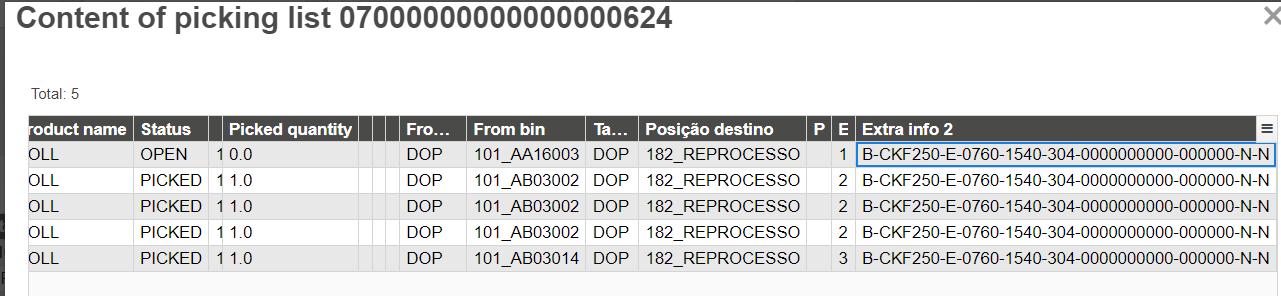 Content of picking list 07000000000000000624
Total: 5
roduct name Status Picked quantity Fro... From bin Ta... Posição destino P E Extra info 2
OLL OPEN 1 0.0 DOP 101_AA16003 DOP 182_REPROCESSO 1 B-CKF250-E-0760-1540-304-0000000000-000000-N-N
OLL PICKED 1 1.0 DOP 101_AB03002 DOP 182_REPROCESSO 2 B-CKF250-E-0760-1540-304-0000000000-000000-N-N
OLL PICKED 1 1.0 DOP 101_AB03002 DOP 182_REPROCESSO 2 B-CKF250-E-0760-1540-304-0000000000-000000-N-N
OLL PICKED 1 1.0 DOP 101_AB03002 DOP 182_REPROCESSO 2 B-CKF250-E-0760-1540-304-0000000000-000000-N-N
OLL PICKED 1 1.0 DOP 101_AB03014 DOP 182_REPROCESSO 3 B-CKF250-E-0760-1540-304-0000000000-000000-N-N